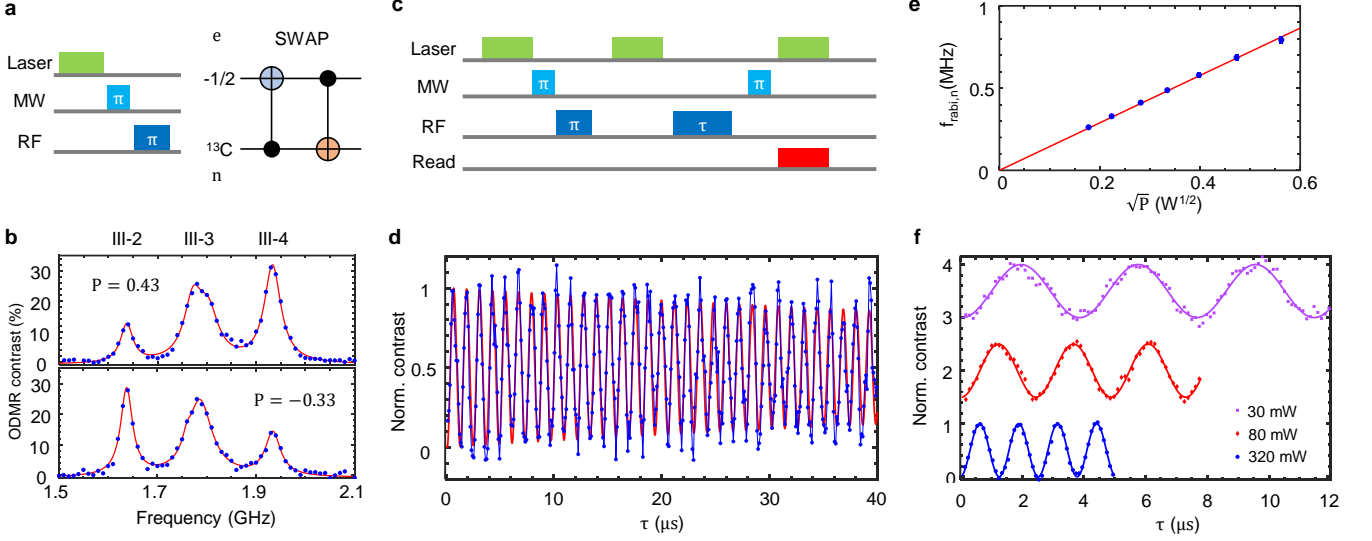 a
e
SWAP
Laser
MW
π
RF
π
-1/2
¹³C
n
c
Laser
MW
π
π
RF
π
τ
Read
e
f_rabi,n (MHz)
1
0.5
0
0
0.2
0.4
0.6
√P (W^1/2)
b
III-2
III-3
III-4
P = 0.43
30
20
10
0
P = −0.33
30
20
10
0
ODMR contrast (%)
1.5
1.7
1.9
2.1
Frequency (GHz)
d
Norm. contrast
1
0.5
0
0
10
20
30
40
τ (μs)
f
Norm. contrast
4
3
2
1
0
30 mW
80 mW
320 mW
0
2
4
6
8
10
12
τ (μs)